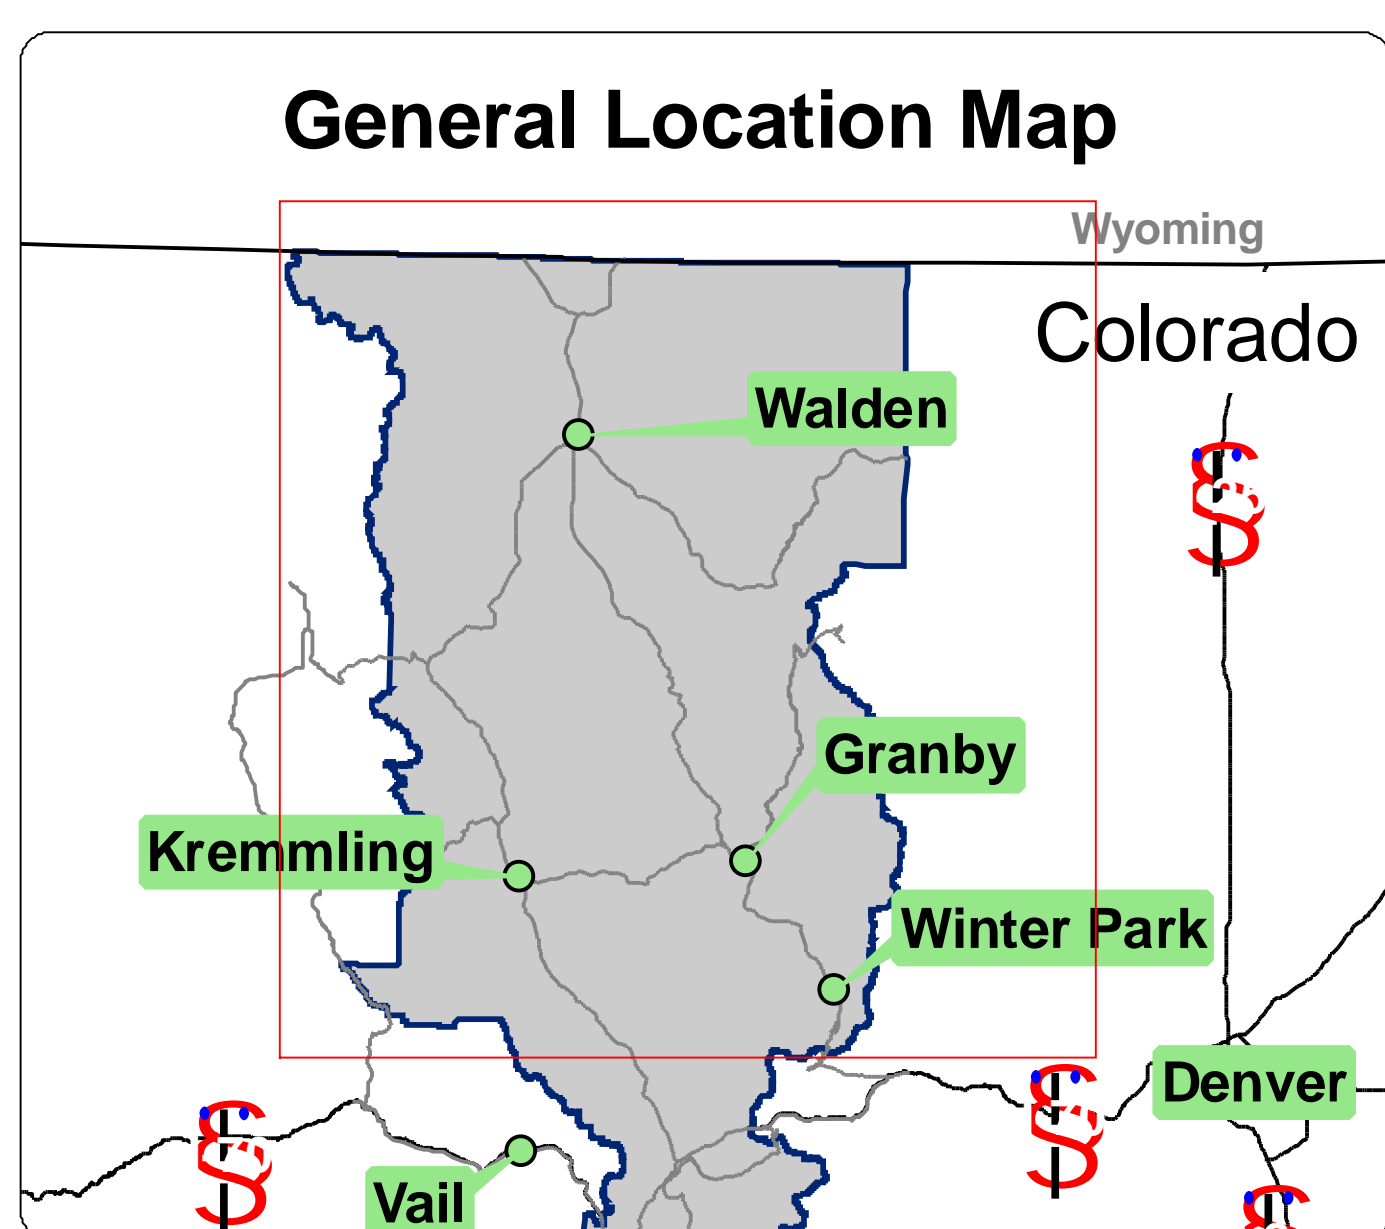 General Location Map
Wyoming
Colorado
Walden
Granby
Kremmling
Winter Park
Denver
Vail